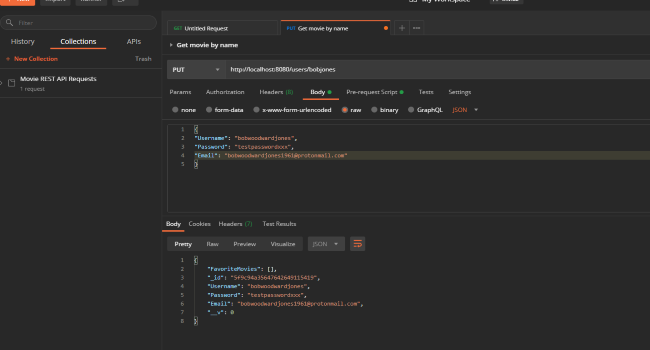 My Workspace
Filter
GET Untitled Request
PUT Get movie by name
History Collections APIs
Get movie by name
+ New Collection Trash
PUT http://localhost:8080/users/bobjones
Movie REST API Requests
1 request
Params Authorization Headers (8) Body Pre-request Script Tests Settings
none form-data x-www-form-urlencoded raw binary GraphQL JSON
1 {
2 "Username": "bobwoodwardjones",
3 "Password": "testpasswordxxx",
4 "Email": "bobwoodwardjones1961@protonmail.com"
5 }
Body Cookies Headers (7) Test Results
Pretty Raw Preview Visualize JSON
1 {
2 "FavoriteMovies": [],
3 "_id": "5f9c94a35647642649115419",
4 "Username": "bobwoodwardjones",
5 "Password": "testpasswordxxx",
6 "Email": "bobwoodwardjones1961@protonmail.com",
7 "__v": 0
8 }